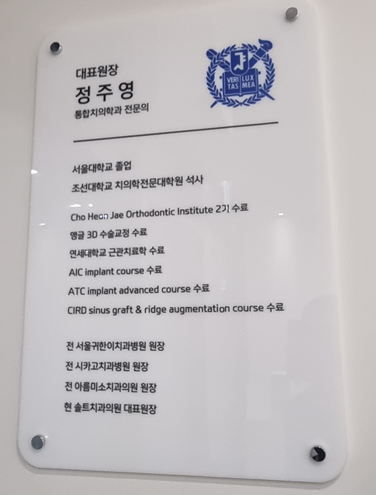 대표원장
정주영
통합치의학과 전문의
VERI LUX
TAS MEA
서울대학교 졸업
조선대학교 치의학전문대학원 석사
Cho Heon Jae Orthodontic Institute 2기 수료
앵글 3D 수술교정 수료
연세대학교 근관치료학 수료
AIC implant course 수료
ATC implant advanced course 수료
CIRD sinus graft & ridge augmentation course 수료
전 서울귀한이치과병원 원장
전 시카고치과병원 원장
전 아름미소치과의원 원장
현 솔트치과의원 대표원장